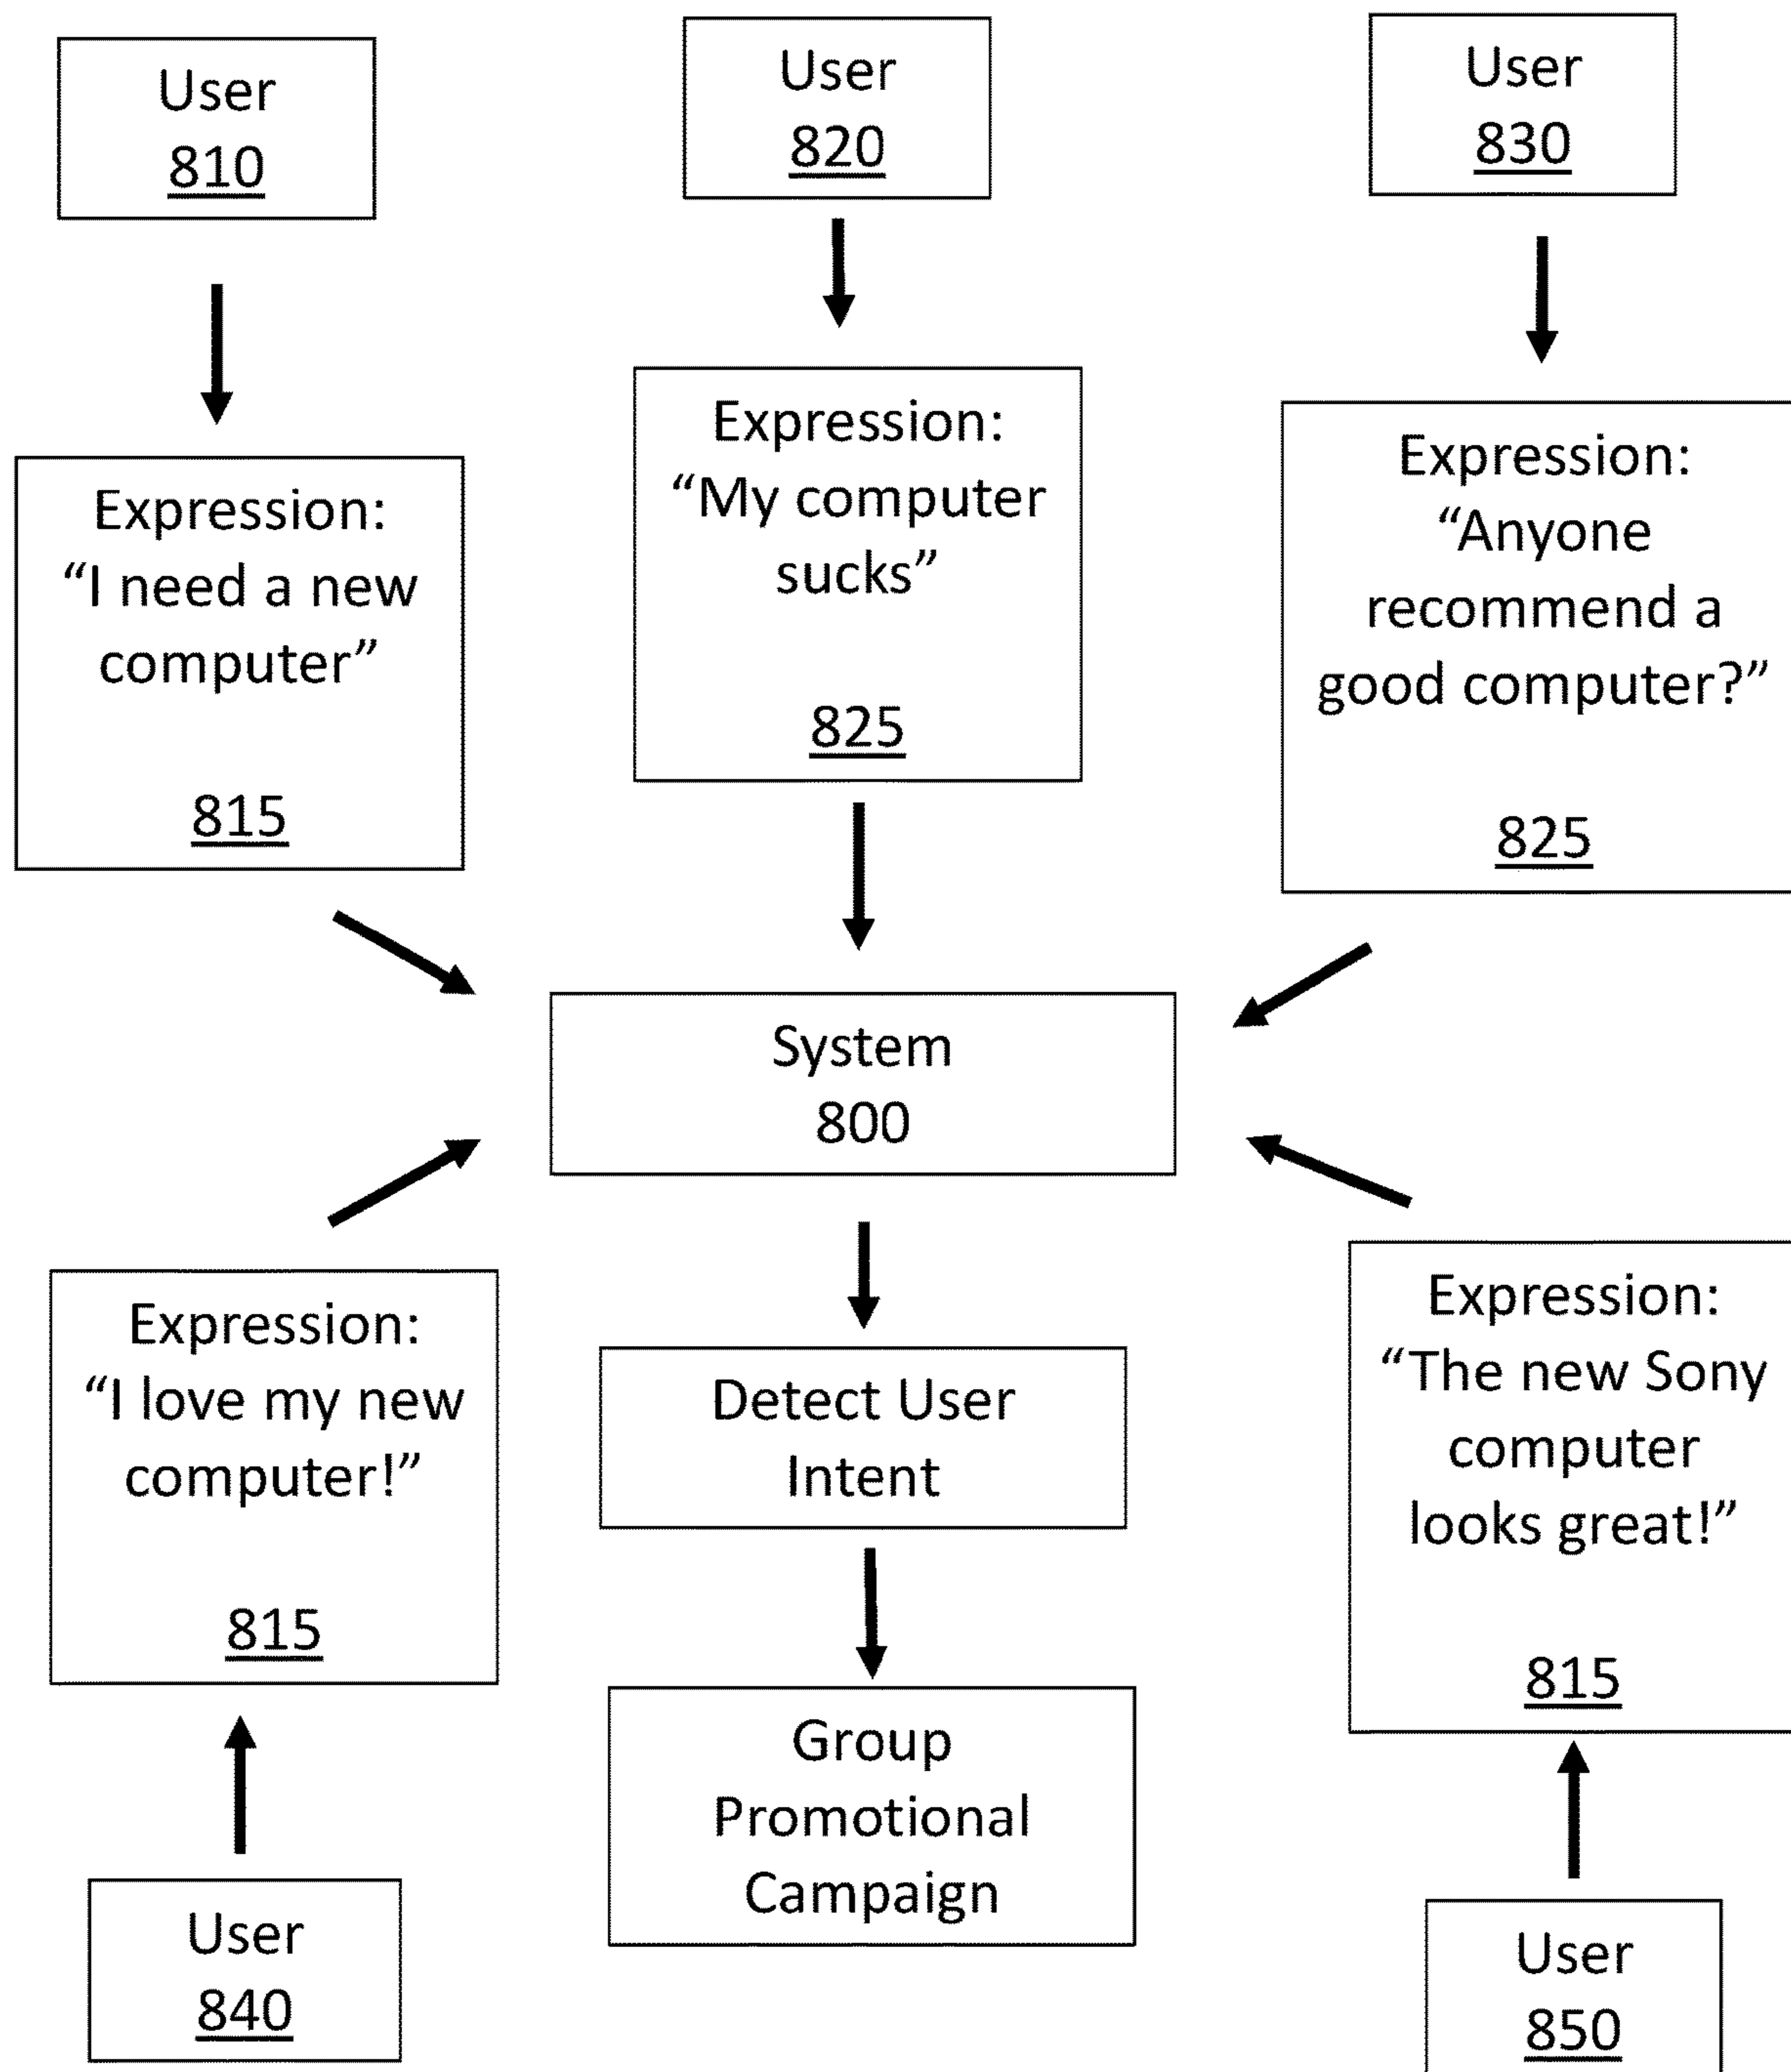 User
810
User
820
User
830
Expression:
“I need a new
computer”
815
Expression:
“My computer
sucks”
825
Expression:
“Anyone
recommend a
good computer?”
825
System
800
Expression:
“I love my new
computer!”
815
Detect User
Intent
Expression:
“The new Sony
computer
looks great!”
815
Group
Promotional
Campaign
User
840
User
850